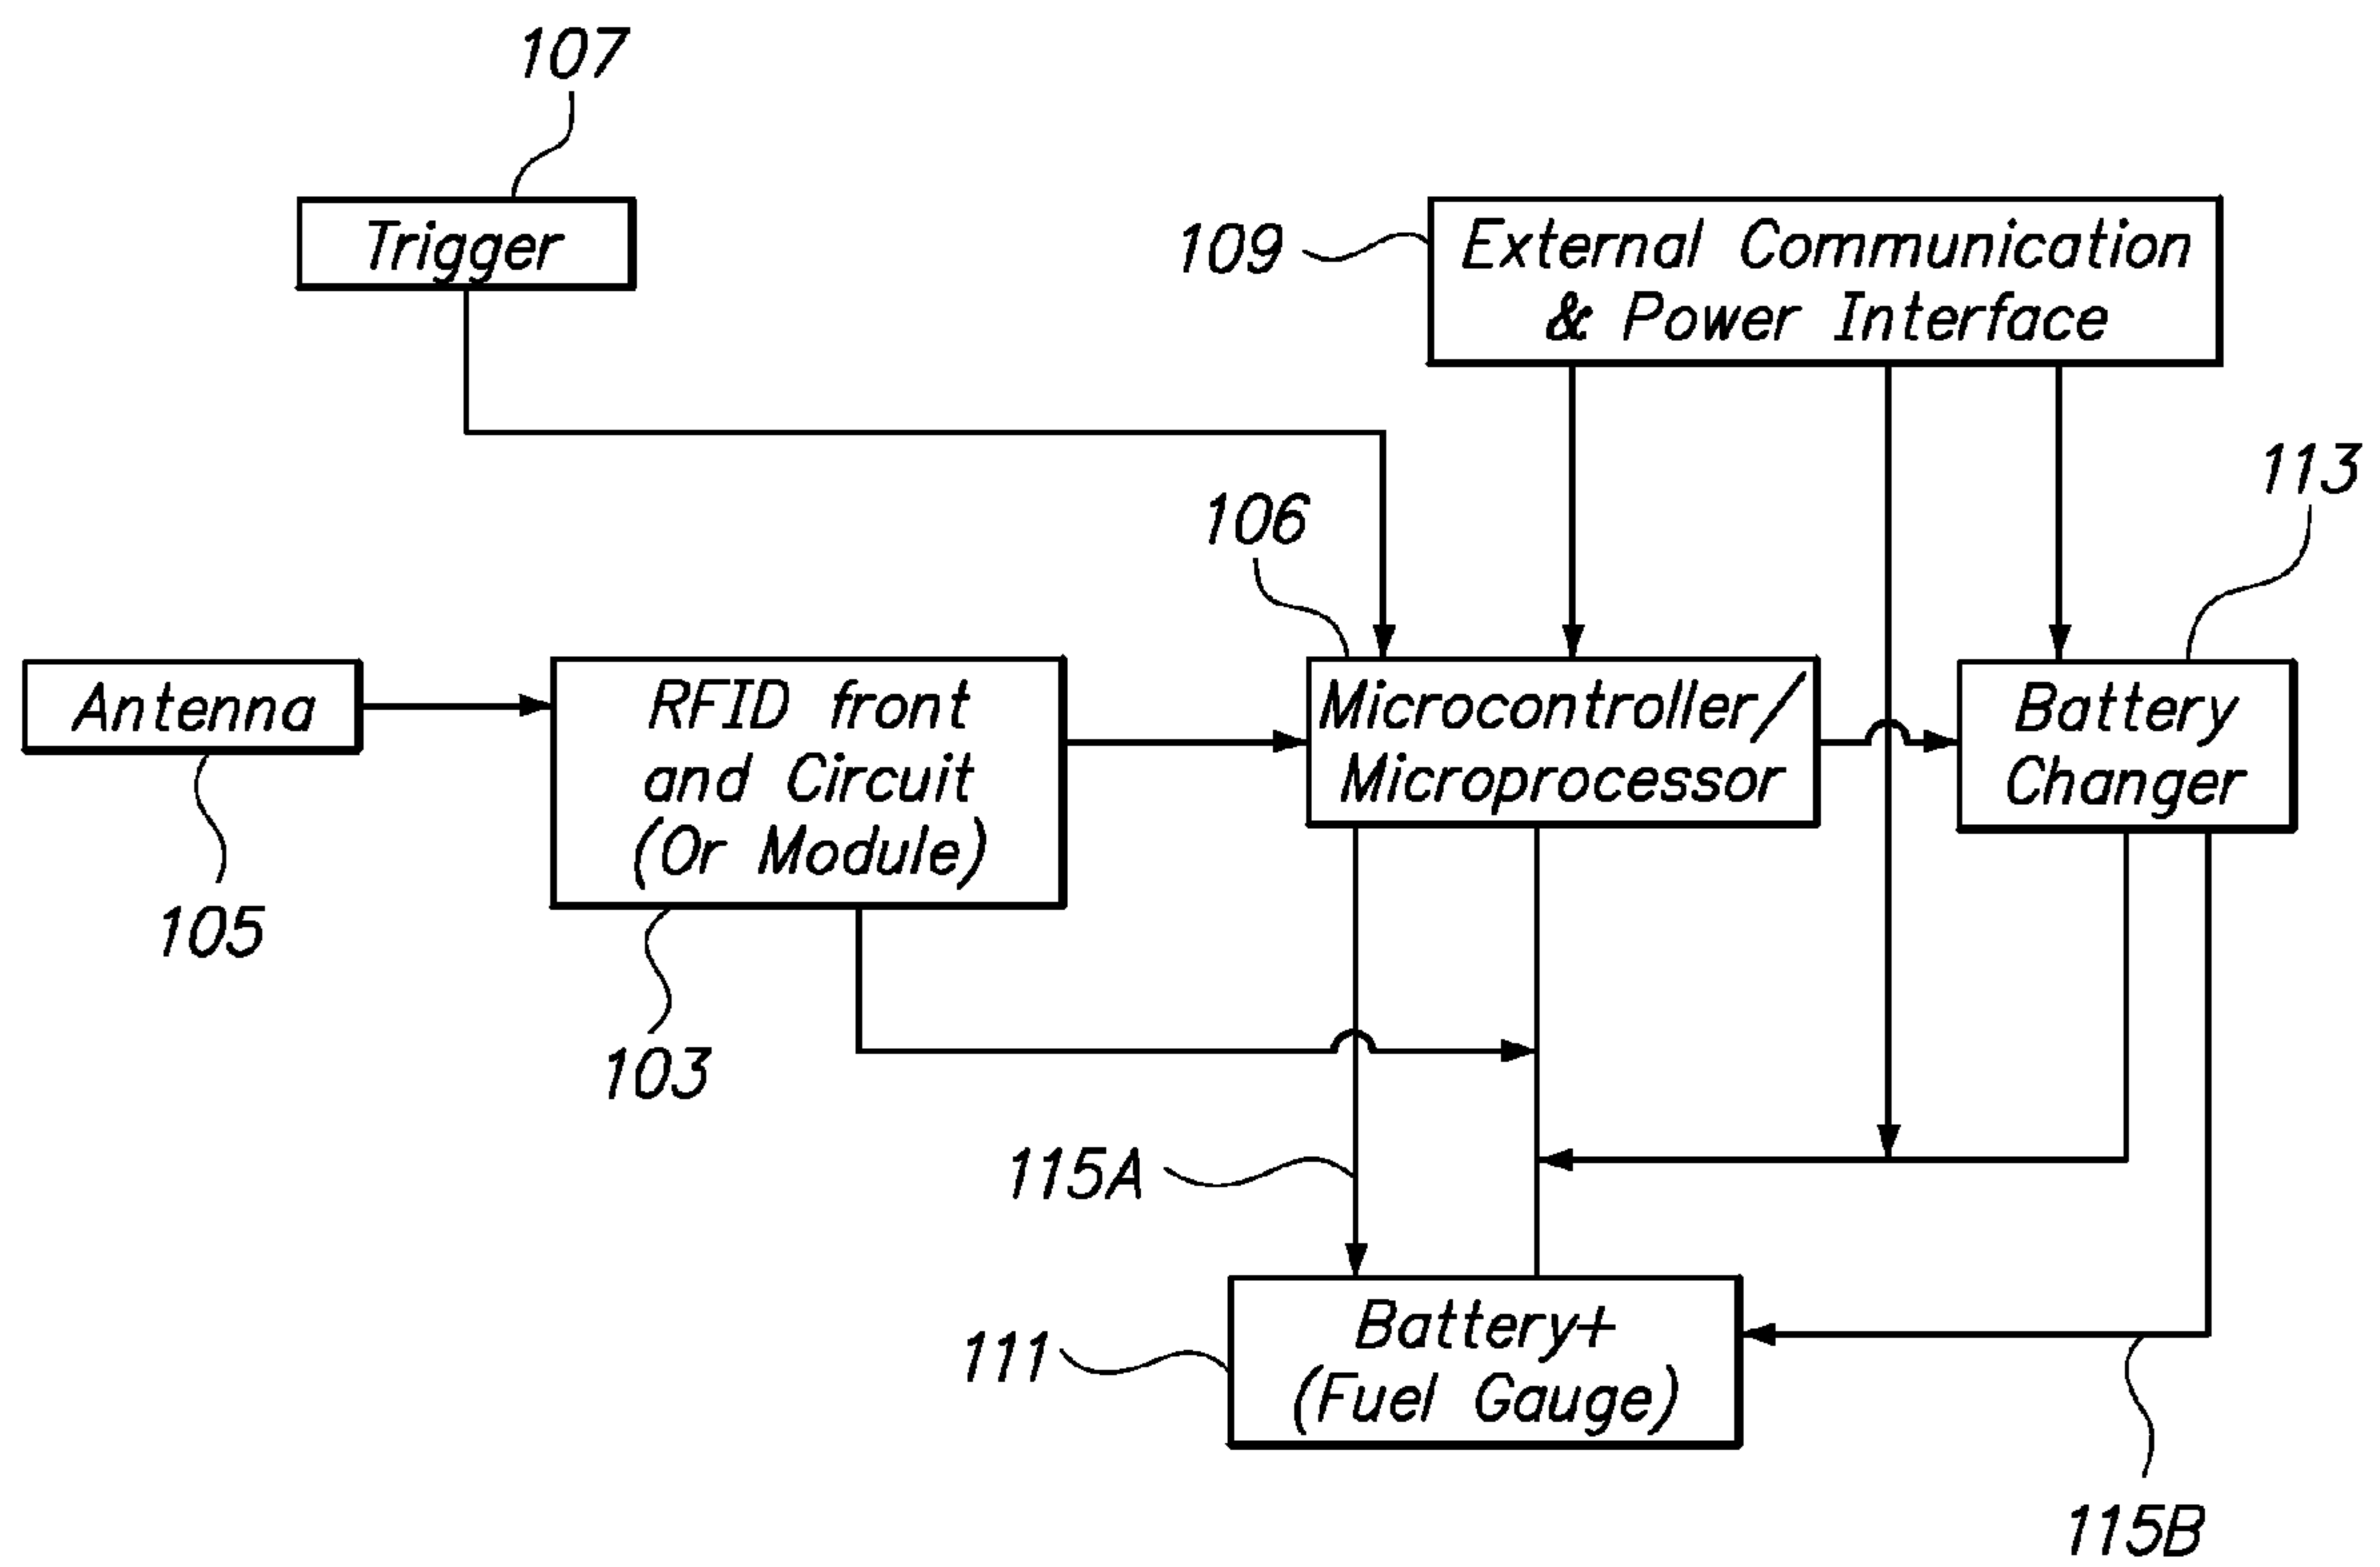 107
Trigger
109
External Communication
& Power Interface
113
106
Antenna
RFID front
and Circuit
(Or Module)
Microcontroller/
Microprocessor
Battery
Changer
105
103
115A
111
Battery+
(Fuel Gauge)
115B